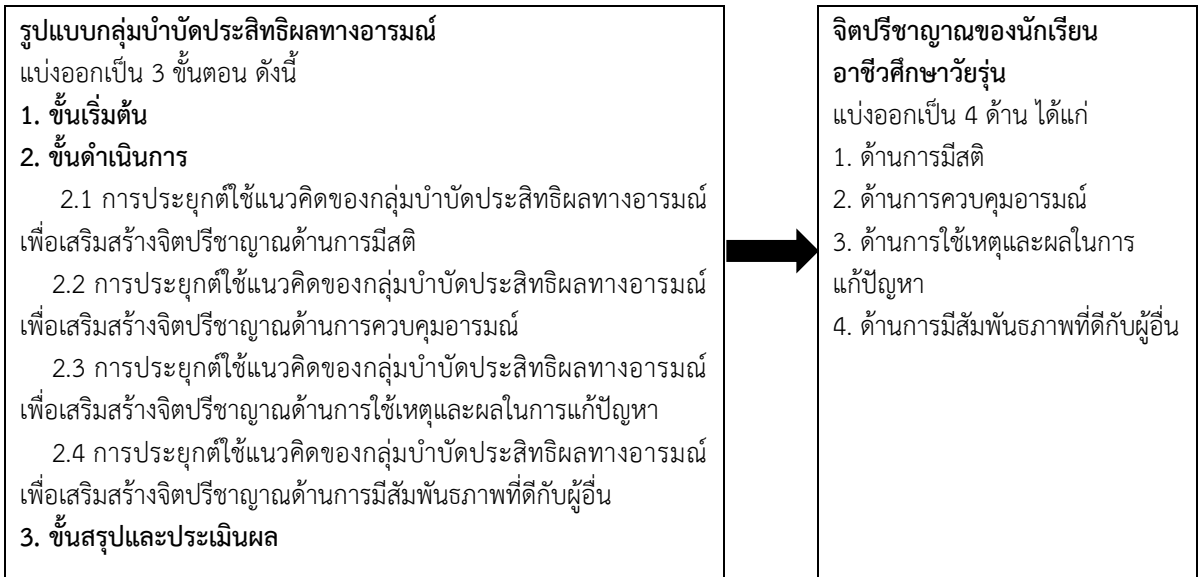 รูปแบบกลุ่มบำบัดประสิทธิผลทางอารมณ์
แบ่งออกเป็น 3 ขั้นตอน ดังนี้
1. ขั้นเริ่มต้น
2. ขั้นดำเนินการ
2.1 การประยุกต์ใช้แนวคิดของกลุ่มบำบัดประสิทธิผลทางอารมณ์
เพื่อเสริมสร้างจิตปรีชาญาณด้านการมีสติ
2.2 การประยุกต์ใช้แนวคิดของกลุ่มบำบัดประสิทธิผลทางอารมณ์
เพื่อเสริมสร้างจิตปรีชาญาณด้านการควบคุมอารมณ์
2.3 การประยุกต์ใช้แนวคิดของกลุ่มบำบัดประสิทธิผลทางอารมณ์
เพื่อเสริมสร้างจิตปรีชาญาณด้านการใช้เหตุและผลในการแก้ปัญหา
2.4 การประยุกต์ใช้แนวคิดของกลุ่มบำบัดประสิทธิผลทางอารมณ์
เพื่อเสริมสร้างจิตปรีชาญาณด้านการมีสัมพันธภาพที่ดีกับผู้อื่น
3. ขั้นสรุปและประเมินผล
จิตปรีชาญาณของนักเรียน
อาชีวศึกษาวัยรุ่น
แบ่งออกเป็น 4 ด้าน ได้แก่
1. ด้านการมีสติ
2. ด้านการควบคุมอารมณ์
3. ด้านการใช้เหตุและผลในการ
แก้ปัญหา
4. ด้านการมีสัมพันธภาพที่ดีกับผู้อื่น